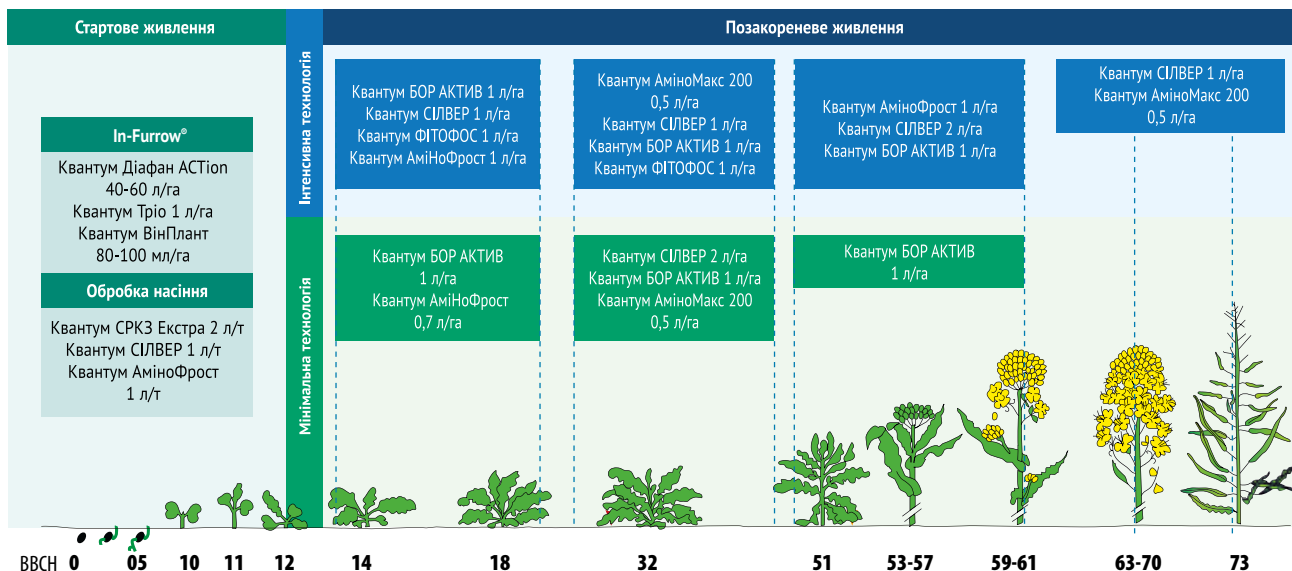 Стартове живлення
Позакореневе живлення
In-Furrow®
Квантум Діафан ACTion
40-60 л/га
Квантум Тріо 1 л/га
Квантум ВінПлант
80-100 мл/га
Обробка насіння
Квантум СРКЗ Екстра 2 л/т
Квантум СІЛВЕР 1 л/т
Квантум АміноФрост
1 л/т
Інтенсивна технологія
Квантум БОР АКТИВ 1 л/га
Квантум СІЛВЕР 1 л/га
Квантум ФІТОФОС 1 л/га
Квантум АміНоФрост 1 л/га
Квантум АміноМакс 200
0,5 л/га
Квантум СІЛВЕР 1 л/га
Квантум БОР АКТИВ 1 л/га
Квантум ФІТОФОС 1 л/га
Квантум АміноФрост 1 л/га
Квантум СІЛВЕР 2 л/га
Квантум БОР АКТИВ 1 л/га
Квантум СІЛВЕР 1 л/га
Квантум АміноМакс 200
0,5 л/га
Мінімальна технологія
Квантум БОР АКТИВ
1 л/га
Квантум АміНоФрост
0,7 л/га
Квантум СІЛВЕР 2 л/га
Квантум БОР АКТИВ 1 л/га
Квантум АміноМакс 200
0,5 л/га
Квантум БОР АКТИВ
1 л/га
BBCH 0 05 10 11 12 14 18 32 51 53-57 59-61 63-70 73